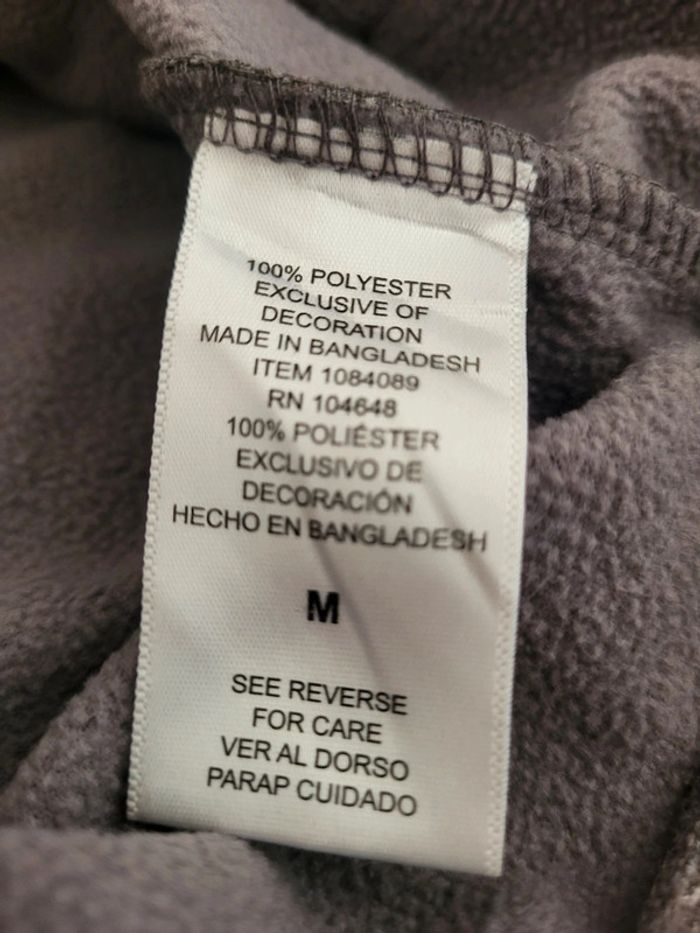 100% POLYESTER
EXCLUSIVE OF
DECORATION
MADE IN BANGLADESH
ITEM 1084089
RN 104648
100% POLIÉSTER
EXCLUSIVO DE
DECORACIÓN
HECHO EN BANGLADESH
M
SEE REVERSE
FOR CARE
VER AL DORSO
PARAP CUIDADO